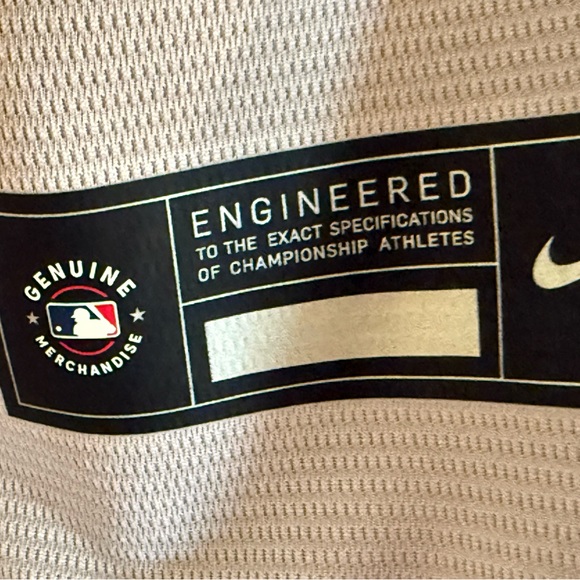 GENUINE
MERCHANDISE
ENGINEERED
TO THE EXACT SPECIFICATIONS
OF CHAMPIONSHIP ATHLETES